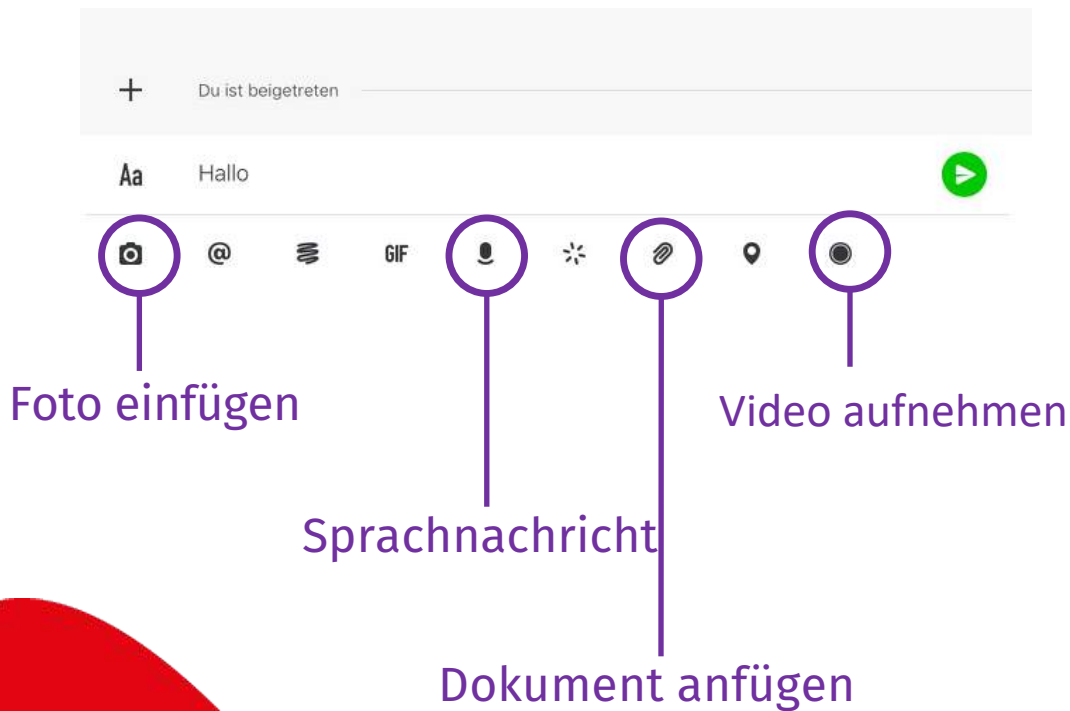 Du ist beigetreten
Aa Hallo
@ GIF
Foto einfügen
Video aufnehmen
Sprachnachricht
Dokument anfügen